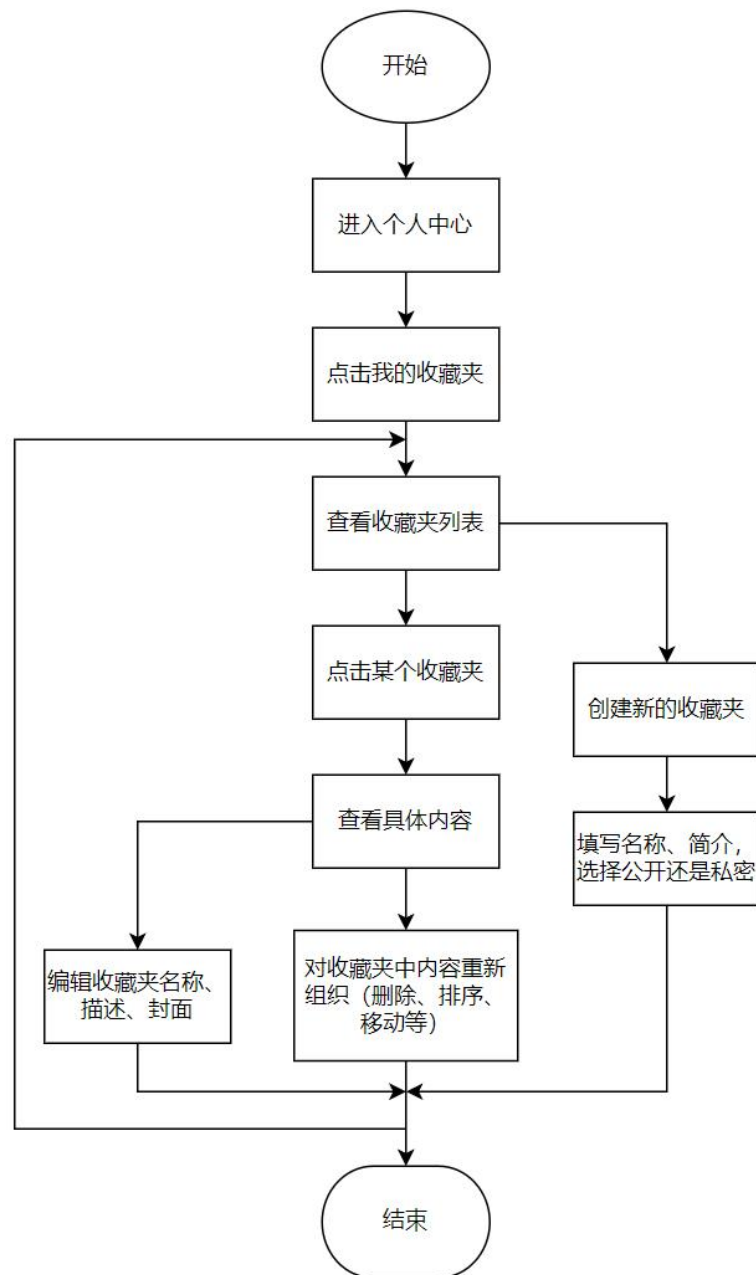 开始
进入个人中心
点击我的收藏夹
查看收藏夹列表
点击某个收藏夹
创建新的收藏夹
查看具体内容
填写名称、简介，
选择公开还是私密
编辑收藏夹名称、
描述、封面
对收藏夹中内容重新
组织（删除、排序、
移动等）
结束